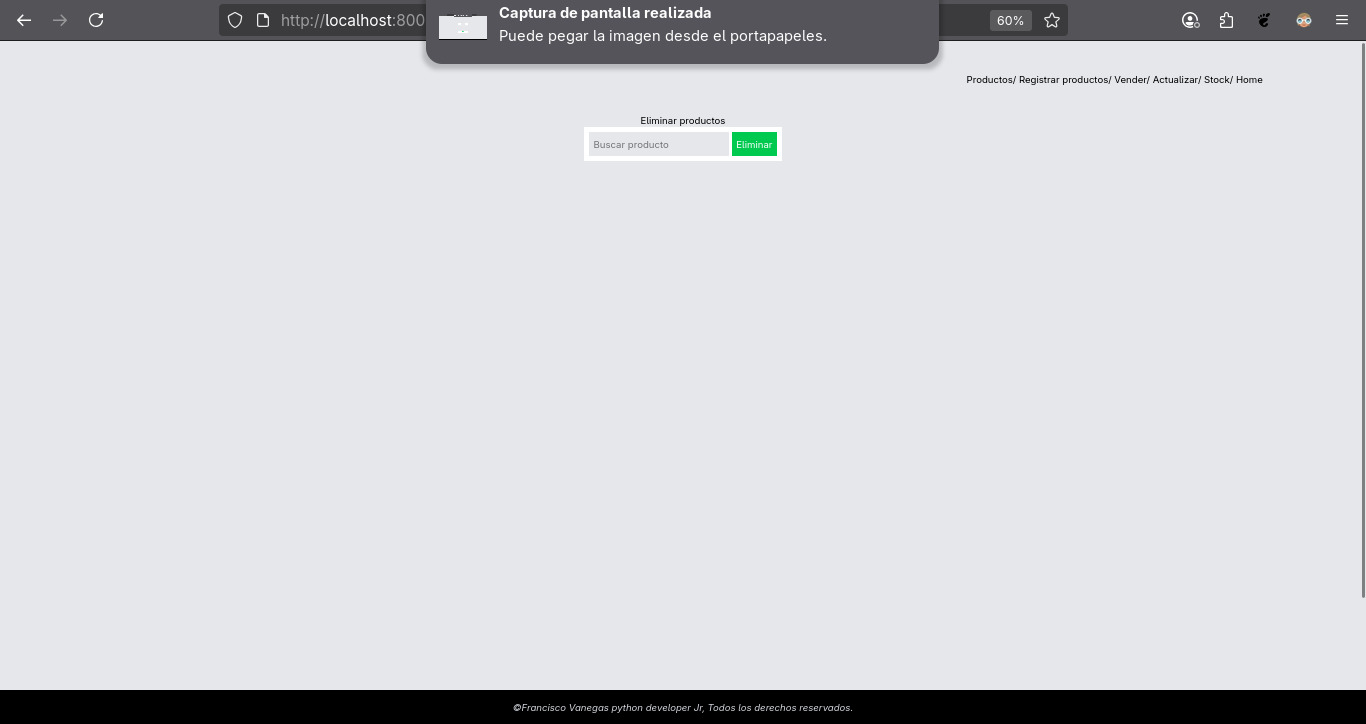 Captura de pantalla realizada
http://localhost:800
60%
Puede pegar la imagen desde el portapapeles.
Productos/ Registrar productos/ Vender/ Actualizar/ Stock/ Home
Eliminar productos
Buscar producto Eliminar
©Francisco Vanegas python developer Jr, Todos los derechos reservados.